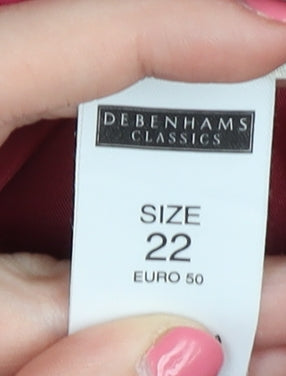 DEBENHAMS
CLASSICS
SIZE
22
EURO 50